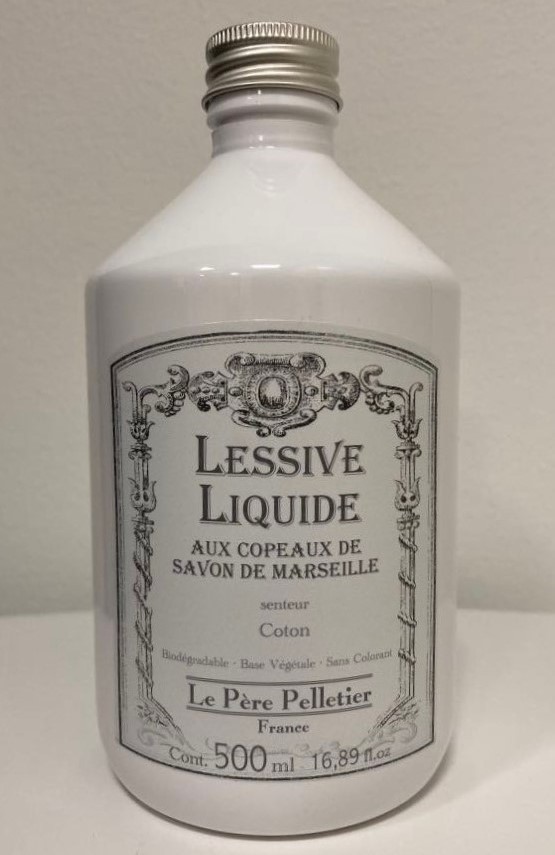 LESSIVE
LIQUIDE
AUX COPEAUX DE
SAVON DE MARSEILLE
senteur
Coton
Biodégradable · Base Végétale · Sans Colorant
Le Père Pelletier
France
Cont. 500 ml 16,89 fl.oz